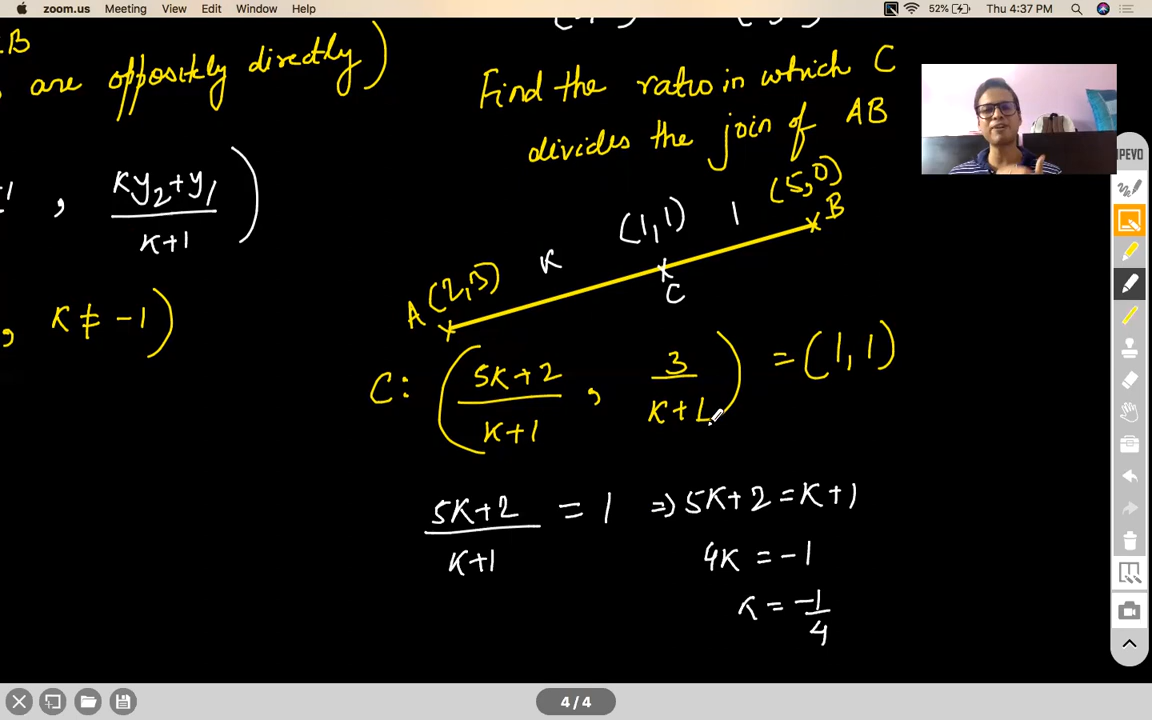 zoom.us Meeting View Edit Window Help
52% Thu 4:37 PM
B
are oppositely directly)
Find the ratio in which C
divides the join of AB
, Ky₂+y₁ / K+1 )
, K ≠ -1)
(5,0)
B
(1,1) 1
K
A (2,3)
C
C: ( 5K+2 / K+1 , 3 / K+1 ) = (1,1)
5K+2 / K+1 = 1 ⇒ 5K+2 = K+1
4K = -1
K = -1/4
IPEVO
4 / 4